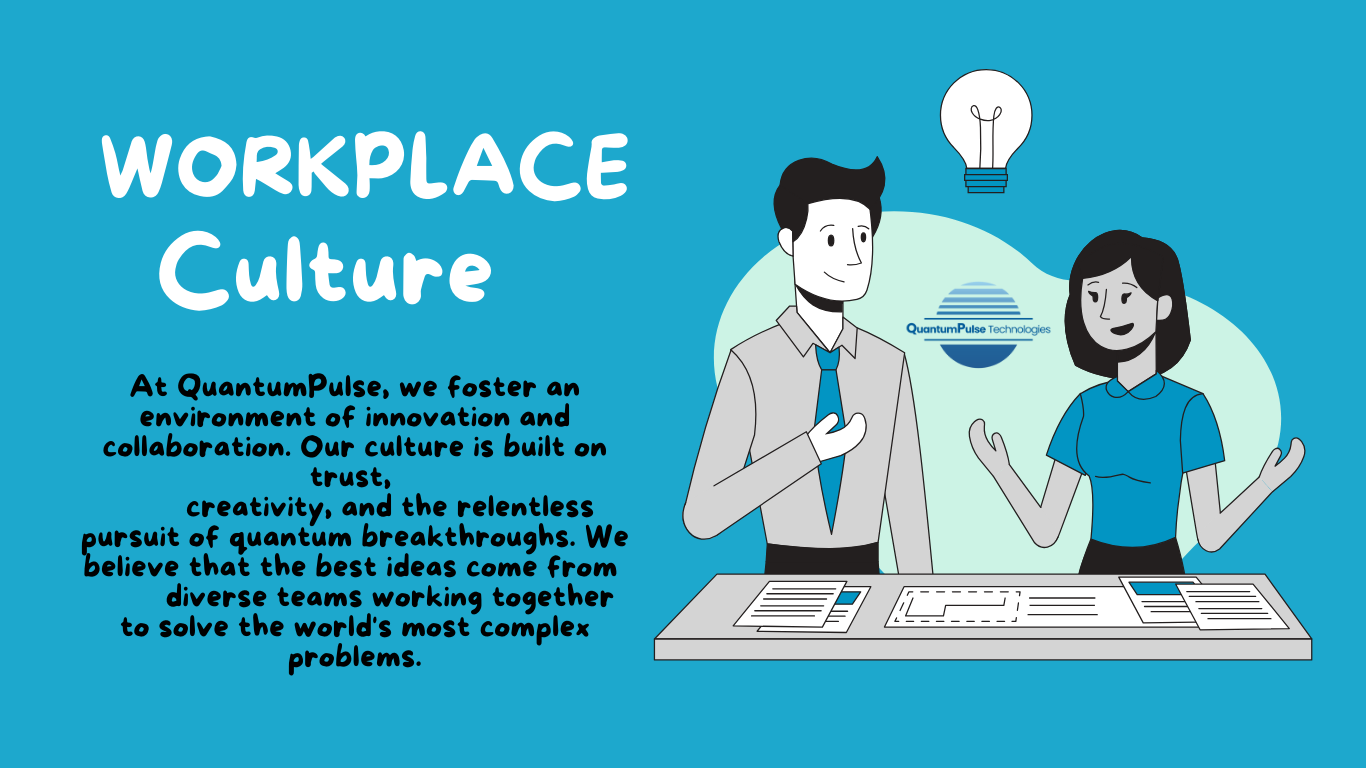 WORKPLACE
Culture
At QuantumPulse, we foster an
environment of innovation and
collaboration. Our culture is built on
trust,
creativity, and the relentless
pursuit of quantum breakthroughs. We
believe that the best ideas come from
diverse teams working together
to solve the world's most complex
problems.
QuantumPulse Technologies